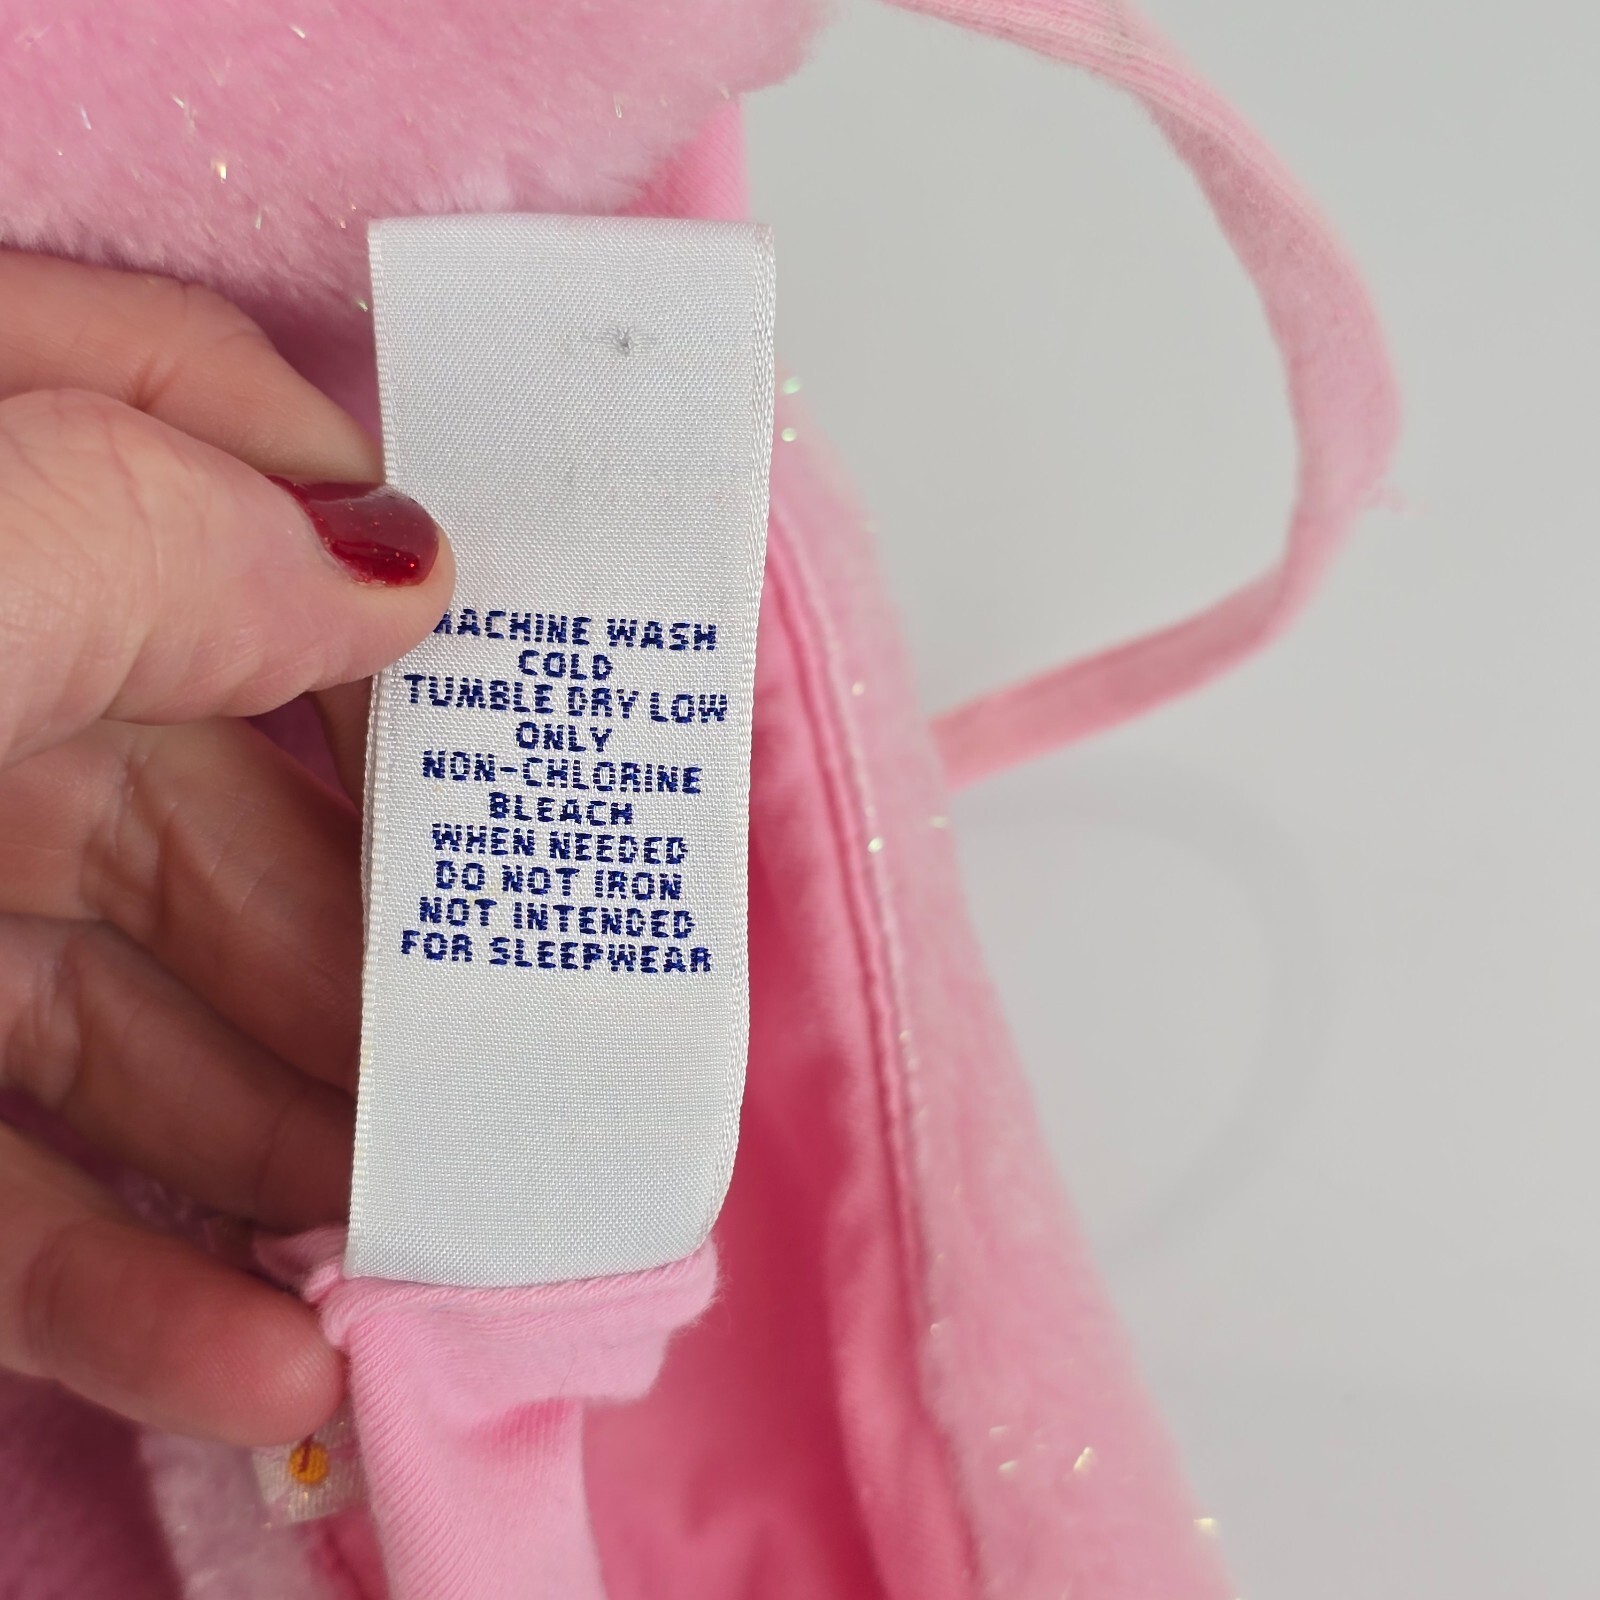 MACHINE WASH
COLD
TUMBLE DRY LOW
ONLY
NON-CHLORINE
BLEACH
WHEN NEEDED
DO NOT IRON
NOT INTENDED
FOR SLEEPWEAR